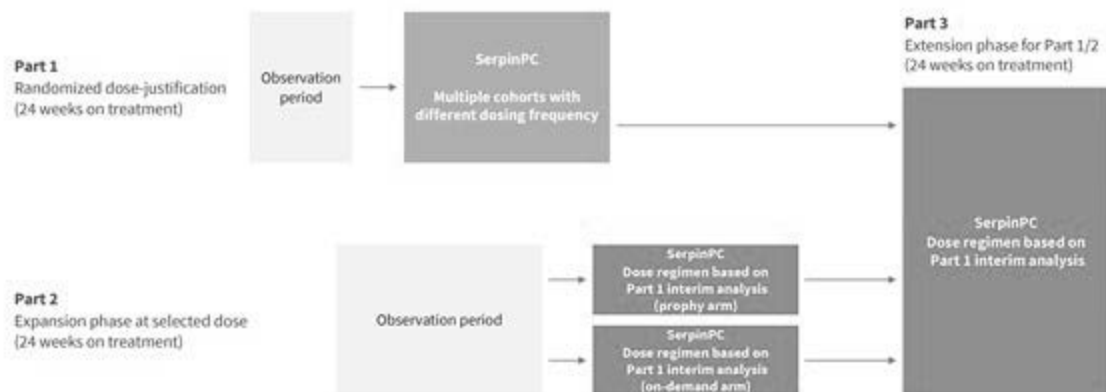 Part 1
Randomized dose-justification
(24 weeks on treatment)
Observation
period
SerpinPC
Multiple cohorts with
different dosing frequency
Part 3
Extension phase for Part 1/2
(24 weeks on treatment)
SerpinPC
Dose regimen based on
Part 1 interim analysis
Part 2
Expansion phase at selected dose
(24 weeks on treatment)
Observation period
SerpinPC
Dose regimen based on
Part 1 interim analysis
(prophy arm)
SerpinPC
Dose regimen based on
Part 1 interim analysis
(on-demand arm)